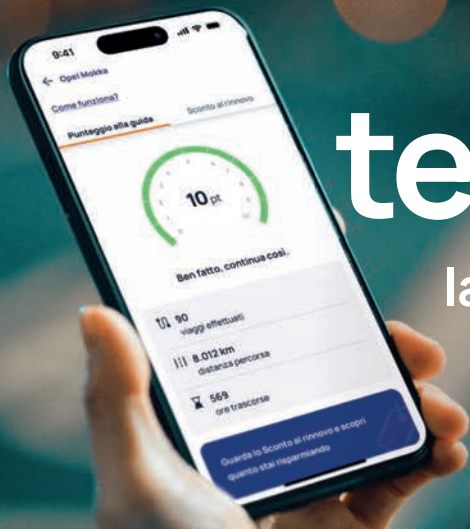 9:41
← Opel Mokka
Come funziona?
Punteggio alla guida
Sconto al rinnovo
10 pt
Ben fatto, continua così.
90
viaggi effettuati
8.012 km
distanza percorsa
569
ore trascorse
Guarda lo Sconto al rinnovo e scopri
quanto stai risparmiando
te
la